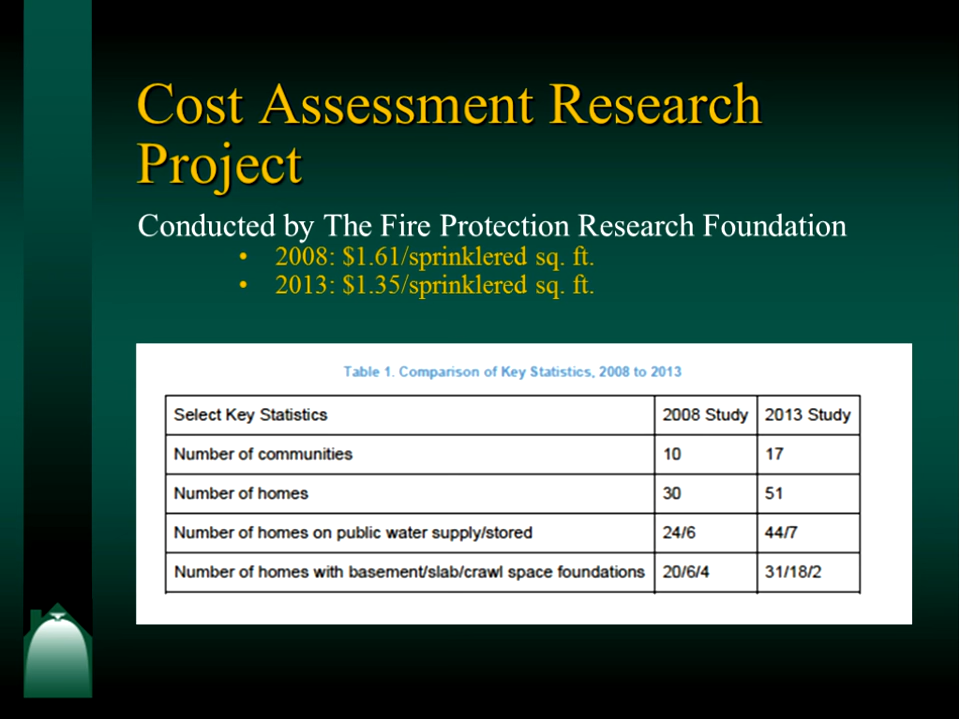 Cost Assessment Research
Project
Conducted by The Fire Protection Research Foundation
• 2008: $1.61/sprinklered sq. ft.
• 2013: $1.35/sprinklered sq. ft.
Table 1. Comparison of Key Statistics, 2008 to 2013
Select Key Statistics 2008 Study 2013 Study
Number of communities 10 17
Number of homes 30 51
Number of homes on public water supply/stored 24/6 44/7
Number of homes with basement/slab/crawl space foundations 20/6/4 31/18/2